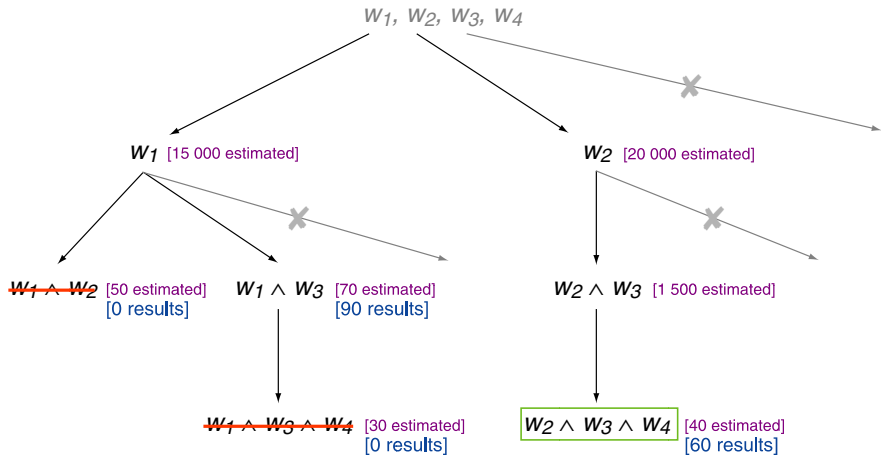 w1, w2, w3, w4
w1 [15 000 estimated]
w2 [20 000 estimated]
w1 ∧ w2 [50 estimated]
[0 results]
w1 ∧ w3 [70 estimated]
[90 results]
w2 ∧ w3 [1 500 estimated]
w1 ∧ w3 ∧ w4 [30 estimated]
[0 results]
w2 ∧ w3 ∧ w4 [40 estimated]
[60 results]